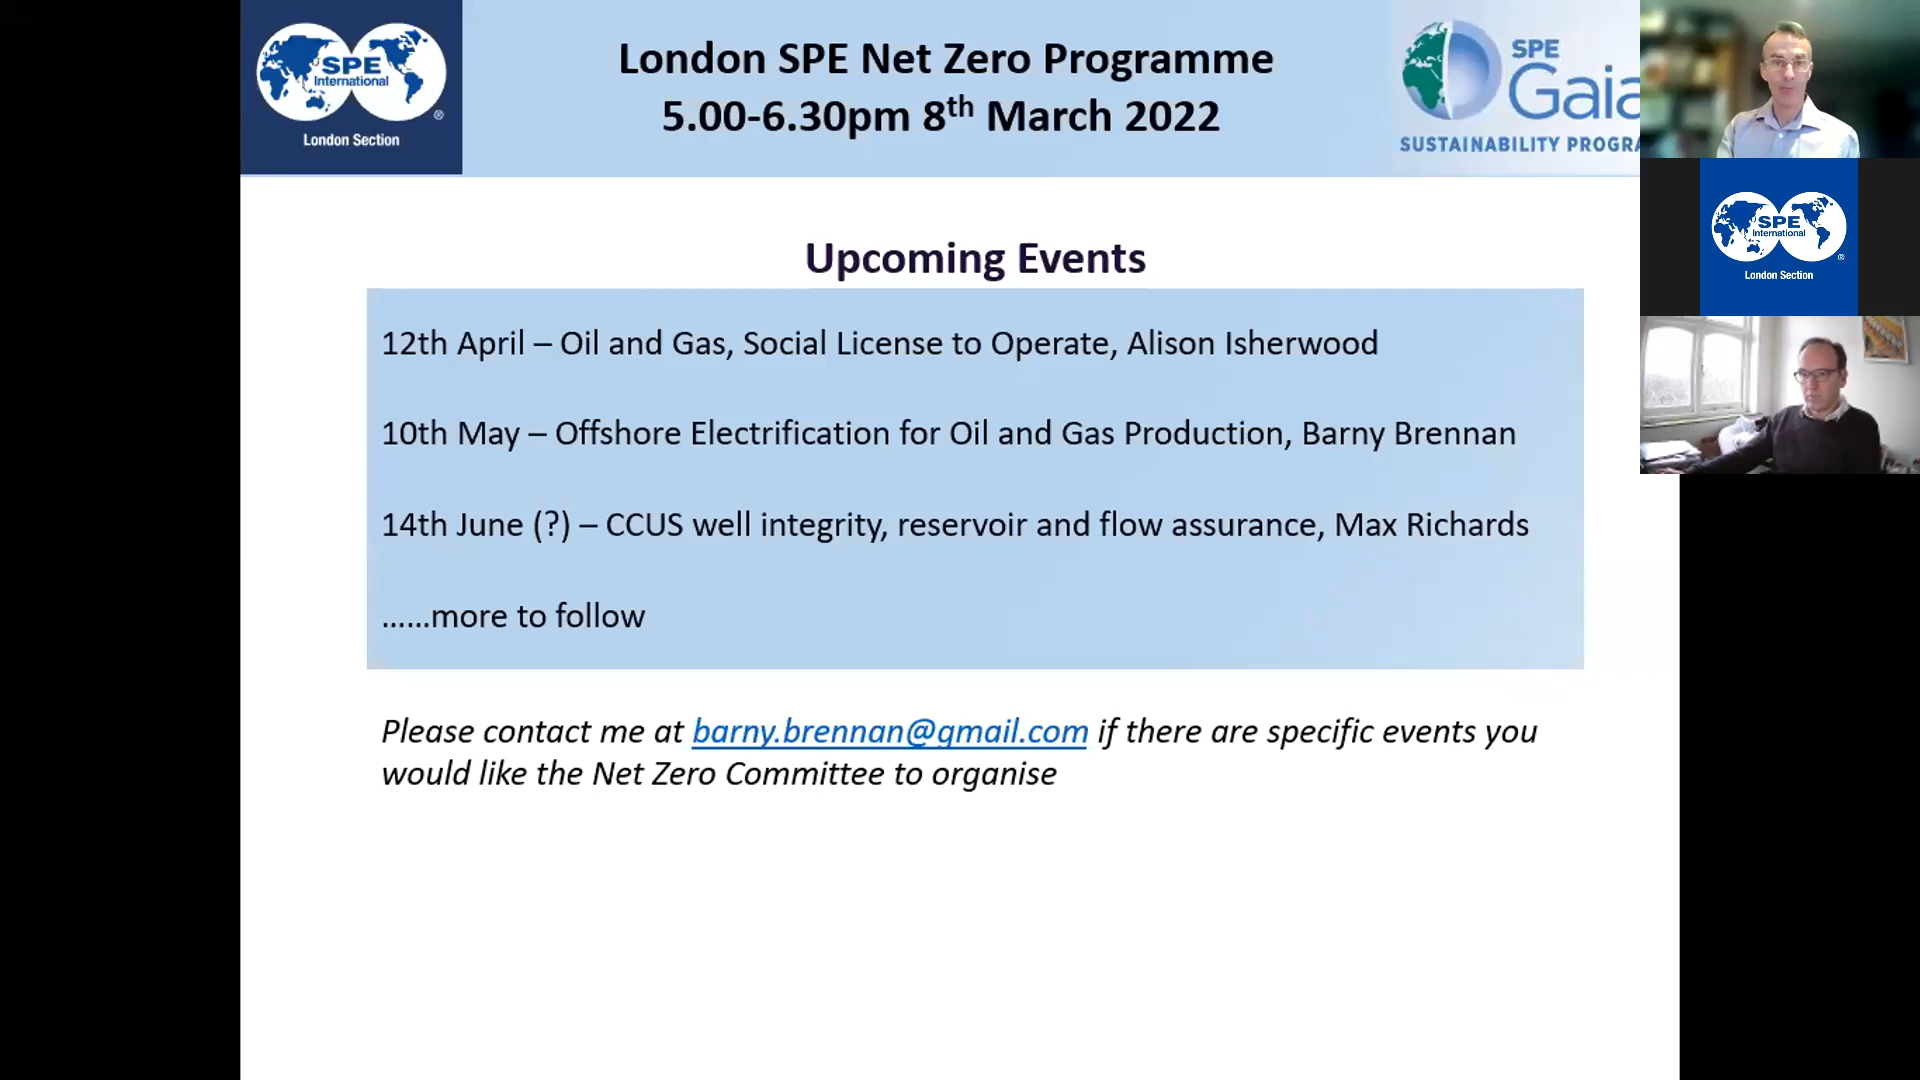 SPE
International
®
London Section
London SPE Net Zero Programme
5.00-6.30pm 8th March 2022
SPE
Gaia
SUSTAINABILITY PROGRA
SPE
International
®
London Section
Upcoming Events
12th April – Oil and Gas, Social License to Operate, Alison Isherwood
10th May – Offshore Electrification for Oil and Gas Production, Barny Brennan
14th June (?) – CCUS well integrity, reservoir and flow assurance, Max Richards
......more to follow
Please contact me at barny.brennan@gmail.com if there are specific events you
would like the Net Zero Committee to organise